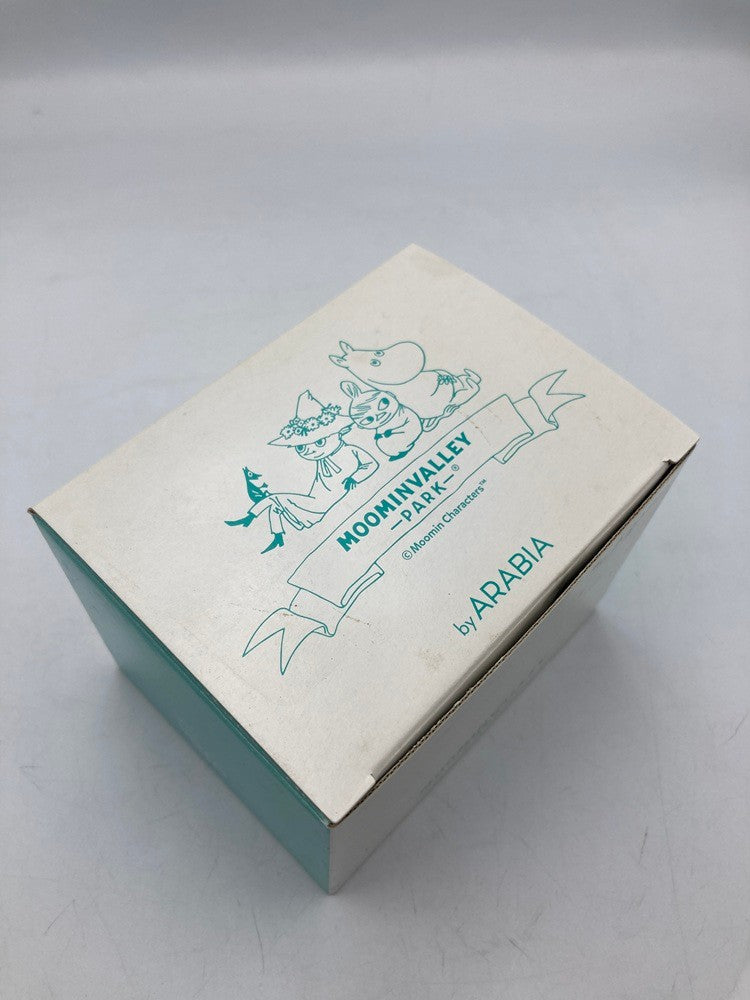 MOOMINVALLEY
–PARK–®
© Moomin Characters™
by ARABIA